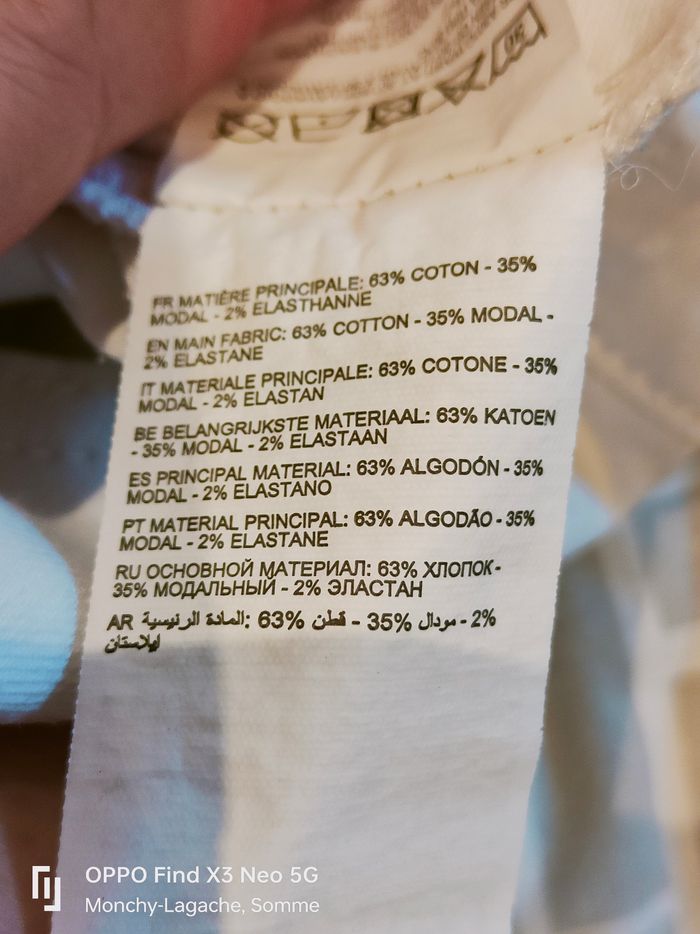 FR MATIÈRE PRINCIPALE: 63% COTON - 35%
MODAL - 2% ELASTHANNE
EN MAIN FABRIC: 63% COTTON - 35% MODAL -
2% ELASTANE
IT MATERIALE PRINCIPALE: 63% COTONE - 35%
MODAL - 2% ELASTAN
BE BELANGRIJKSTE MATERIAAL: 63% KATOEN
- 35% MODAL - 2% ELASTAAN
ES PRINCIPAL MATERIAL: 63% ALGODÓN - 35%
MODAL - 2% ELASTANO
PT MATERIAL PRINCIPAL: 63% ALGODÃO - 35%
MODAL - 2% ELASTANE
RU ОСНОВНОЙ МАТЕРИАЛ: 63% ХЛОПОК-
35% МОДАЛЬНЫЙ - 2% ЭЛАСТАН
AR المادة الرئيسية: 63% قطن - 35% مودال - 2%
ايلاستان
OPPO Find X3 Neo 5G
Monchy-Lagache, Somme